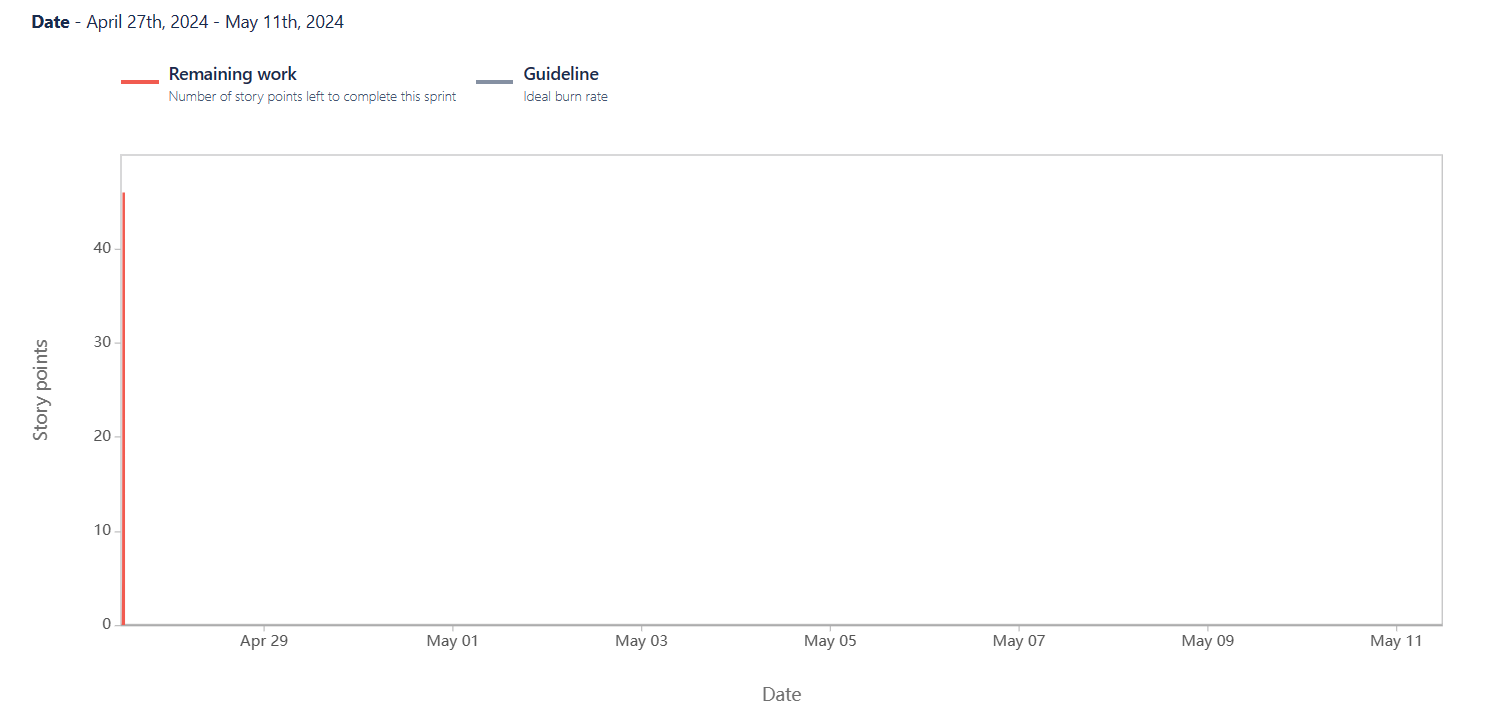 Date - April 27th, 2024 - May 11th, 2024
Remaining work
Number of story points left to complete this sprint
Guideline
Ideal burn rate
Story points
40
30
20
10
0
Apr 29 May 01 May 03 May 05 May 07 May 09 May 11
Date